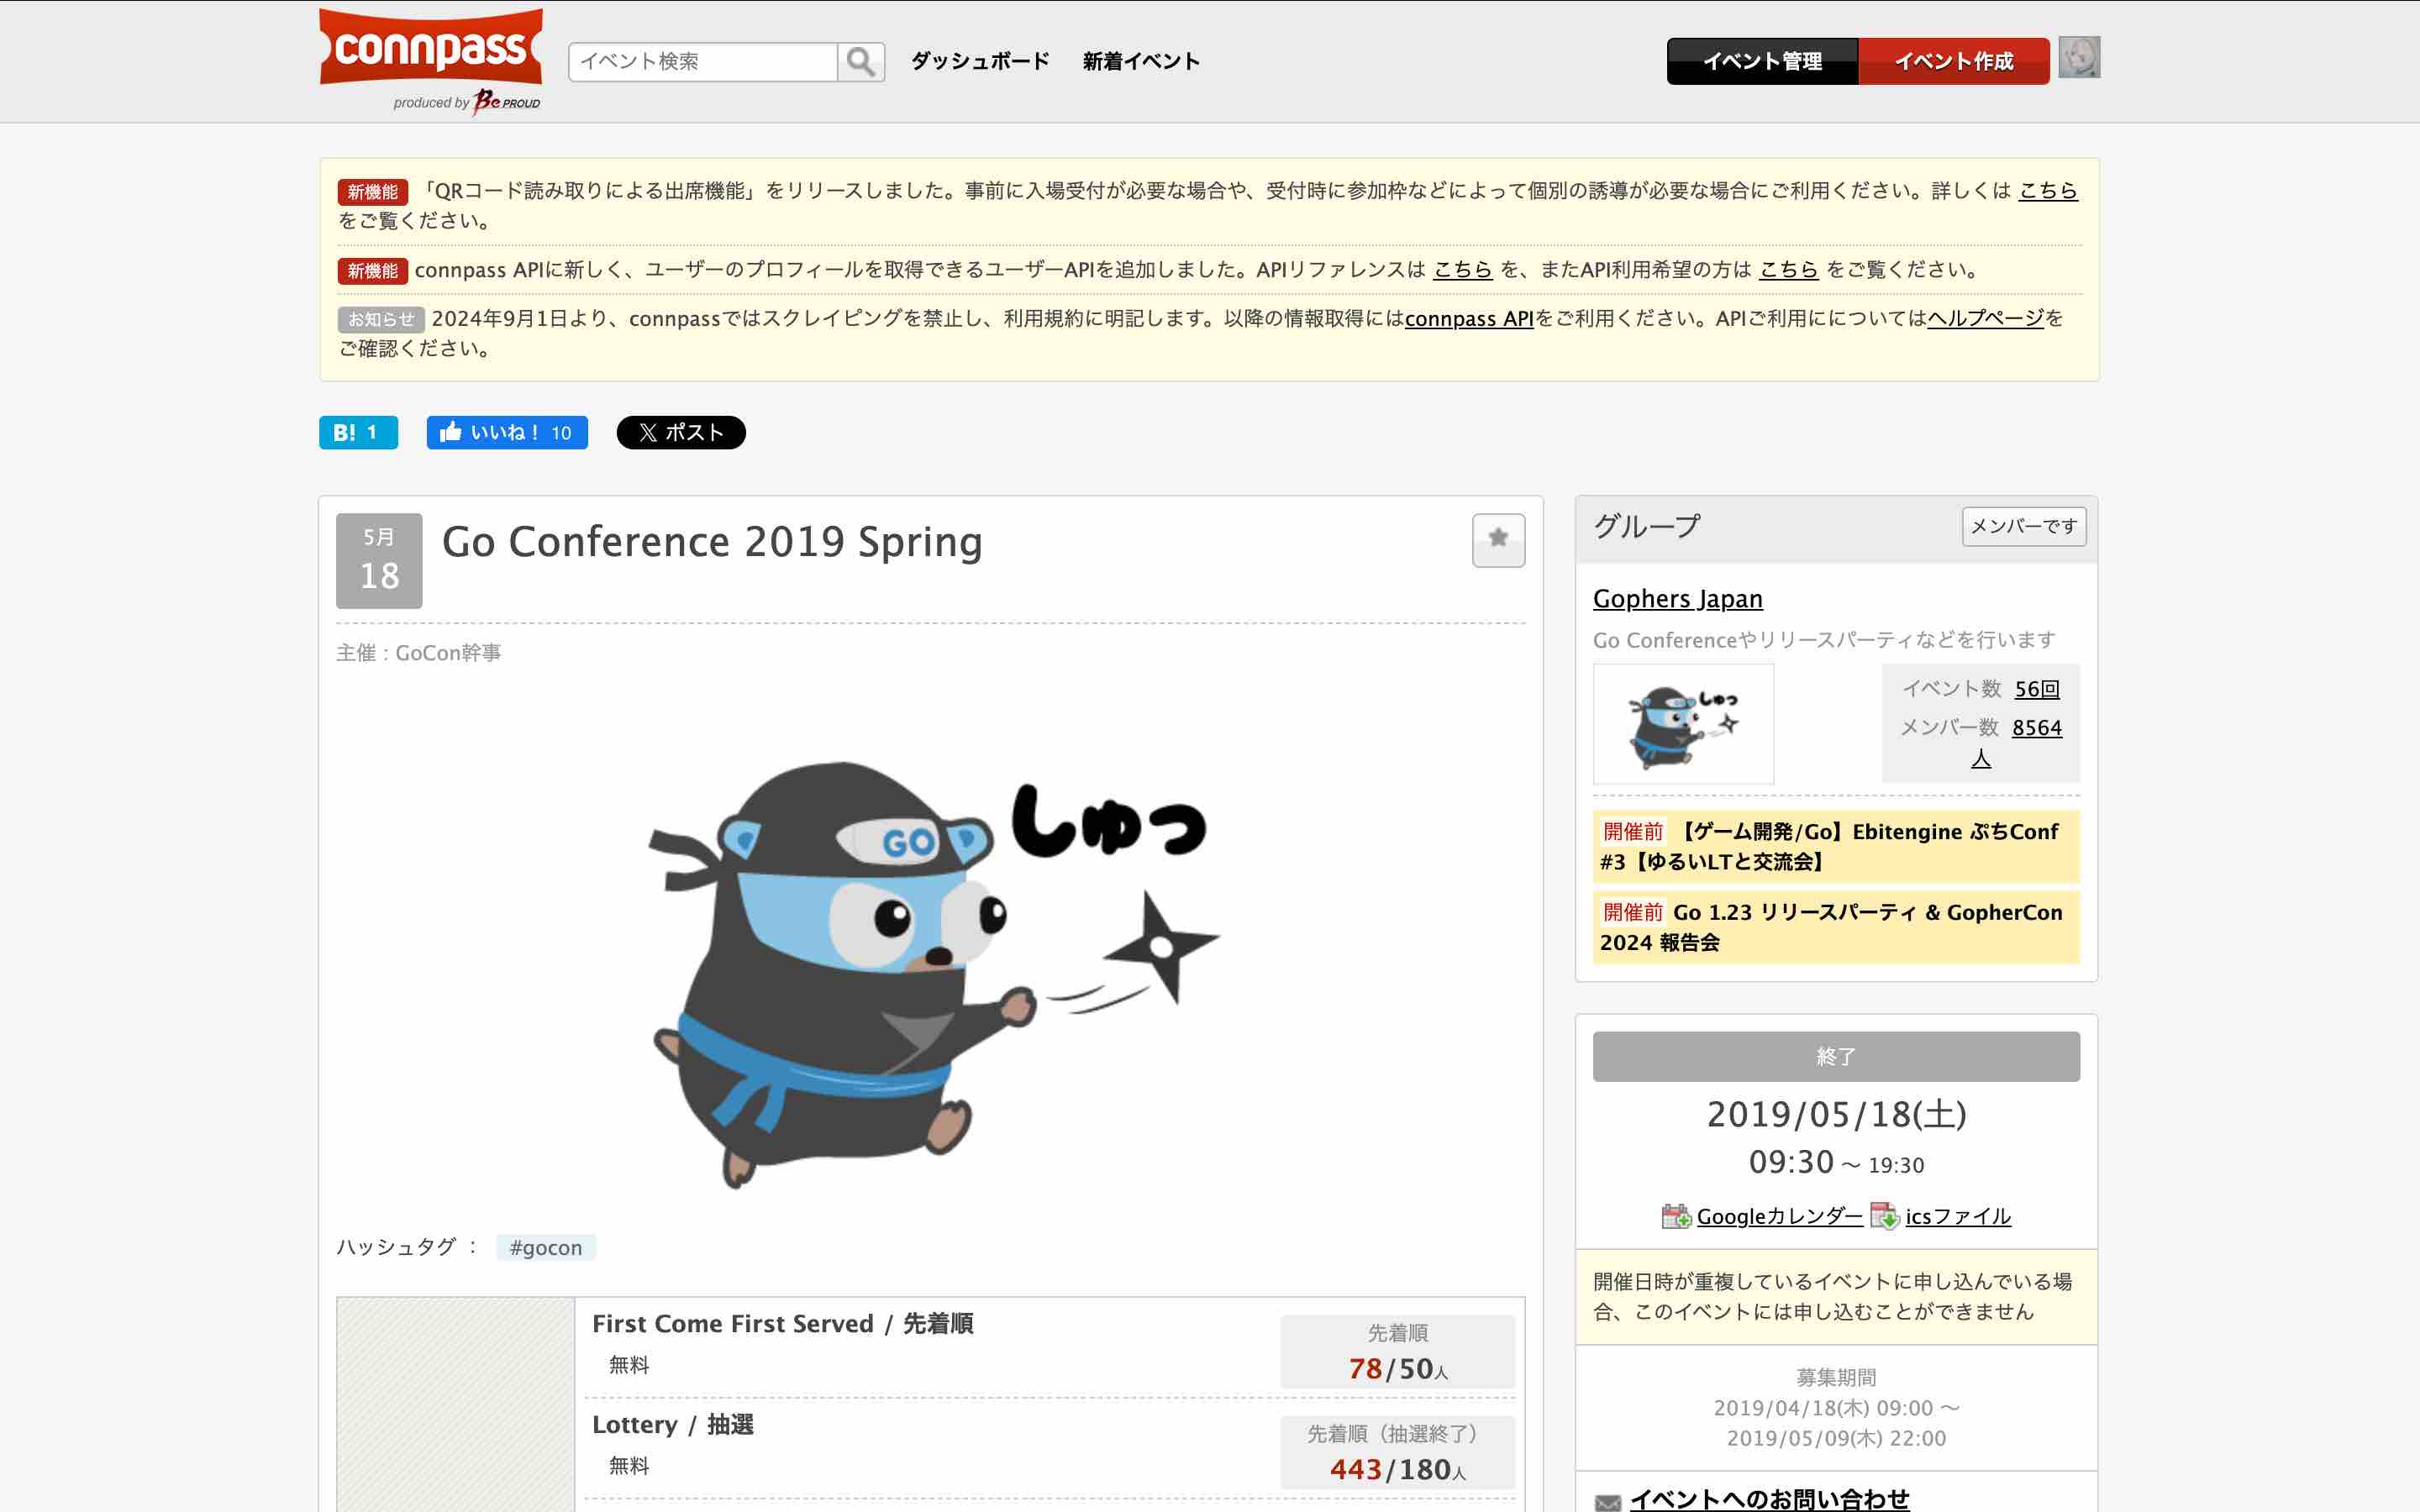 connpass
produced by Be PROUD
イベント検索
ダッシュボード
新着イベント
イベント管理
イベント作成
新機能 「QRコード読み取りによる出席機能」をリリースしました。事前に入場受付が必要な場合や、受付時に参加枠などによって個別の誘導が必要な場合にご利用ください。詳しくは こちら
をご覧ください。
新機能 connpass APIに新しく、ユーザーのプロフィールを取得できるユーザーAPIを追加しました。APIリファレンスは こちら を、またAPI利用希望の方は こちら をご覧ください。
お知らせ 2024年9月1日より、connpassではスクレイピングを禁止し、利用規約に明記します。以降の情報取得にはconnpass APIをご利用ください。APIご利用にについてはヘルプページを
ご確認ください。
B! 1
いいね！ 10
ポスト
5月
18
Go Conference 2019 Spring
主催 : GoCon幹事
GO
しゅっ
ハッシュタグ ： #gocon
First Come First Served / 先着順
無料
先着順
78/50人
Lottery / 抽選
無料
先着順（抽選終了）
443/180人
グループ
メンバーです
Gophers Japan
Go Conferenceやリリースパーティなどを行います
しゅっ
イベント数 56回
メンバー数 8564
人
開催前 【ゲーム開発/Go】Ebitengine ぷちConf
#3【ゆるいLTと交流会】
開催前 Go 1.23 リリースパーティ & GopherCon
2024 報告会
終了
2019/05/18(土)
09:30 ～ 19:30
Googleカレンダー icsファイル
開催日時が重複しているイベントに申し込んでいる場
合、このイベントには申し込むことができません
募集期間
2019/04/18(木) 09:00 ～
2019/05/09(木) 22:00
イベントへのお問い合わせ